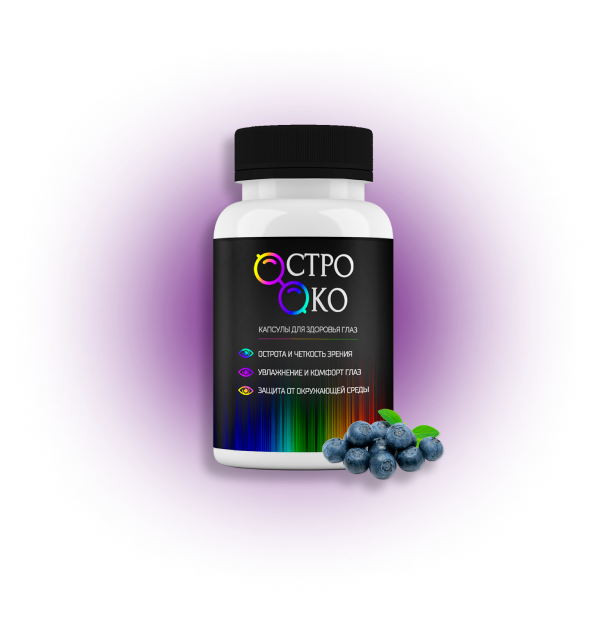 ОСТРО
ОКО
КАПСУЛЫ ДЛЯ ЗДОРОВЬЯ ГЛАЗ
ОСТРОТА И ЧЕТКОСТЬ ЗРЕНИЯ
УВЛАЖНЕНИЕ И КОМФОРТ ГЛАЗ
ЗАЩИТА ОТ ОКРУЖАЮЩЕЙ СРЕДЫ